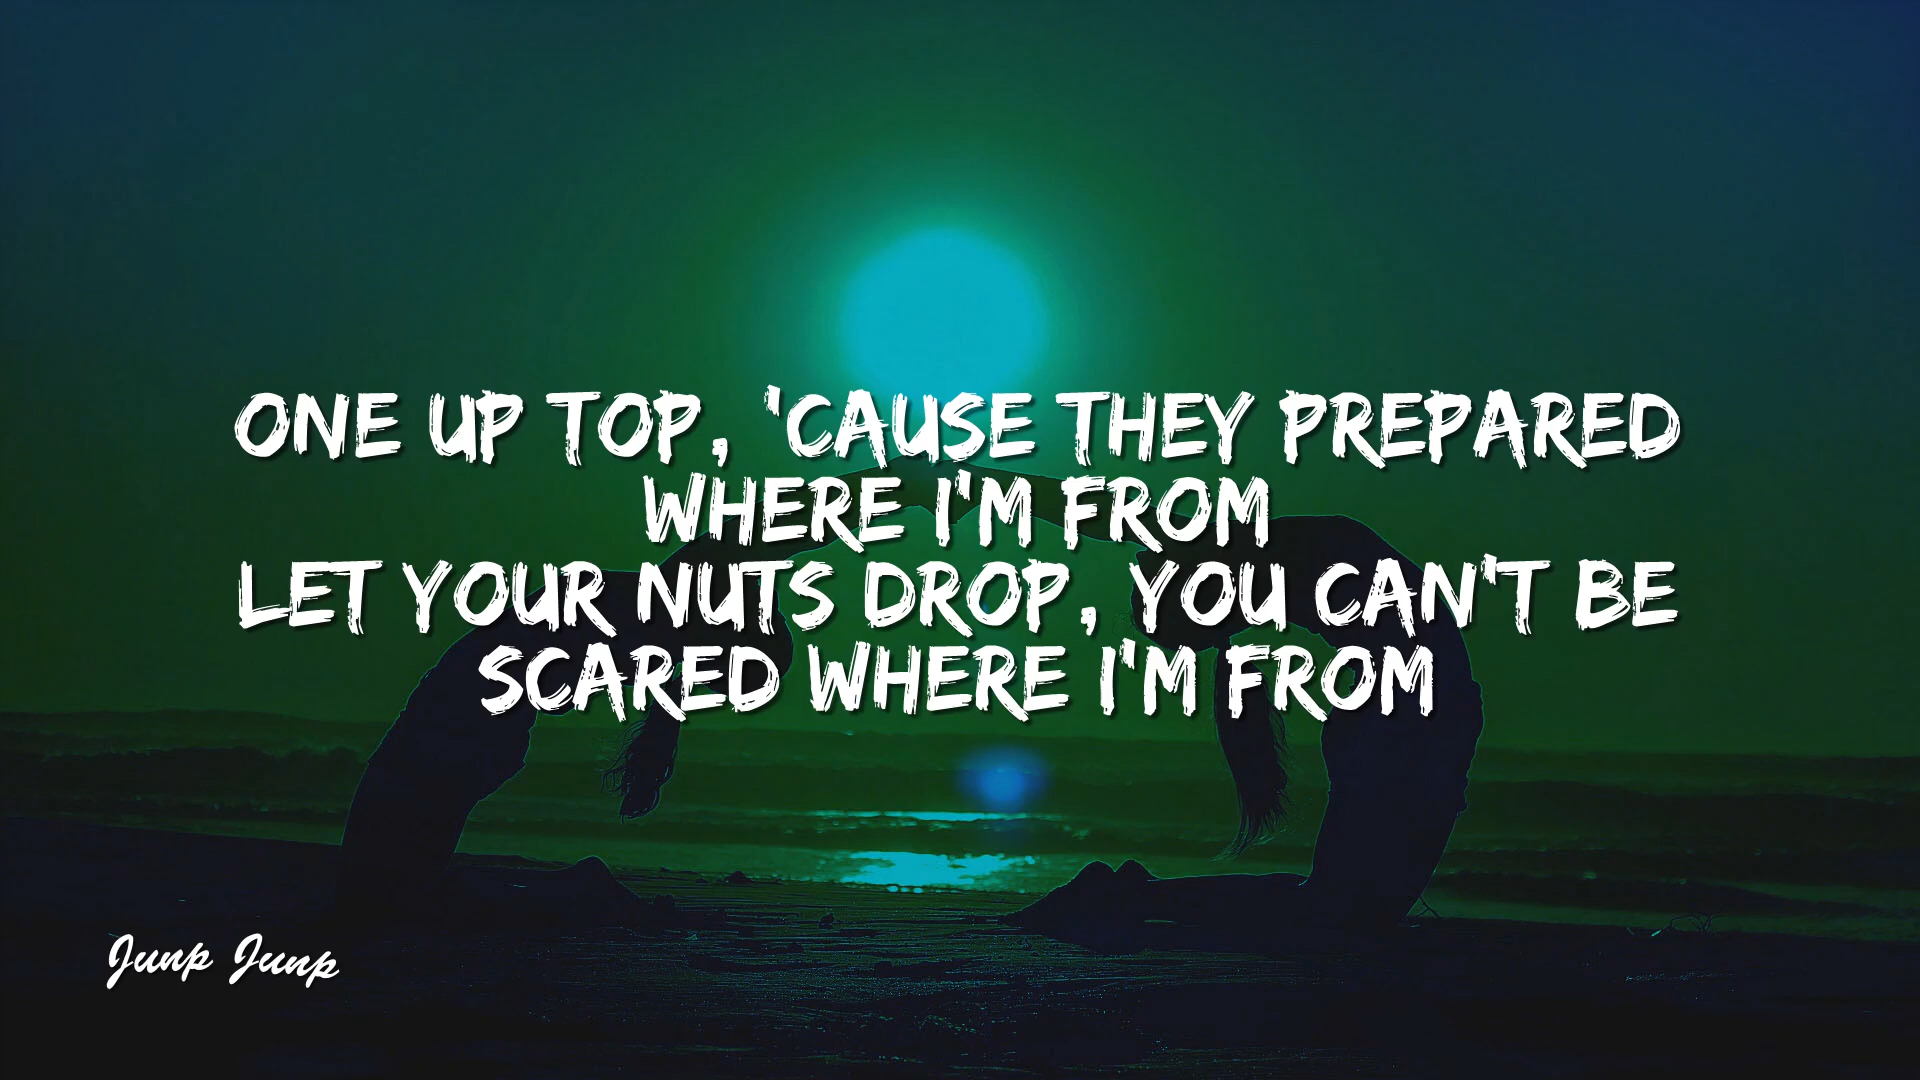 ONE UP TOP, 'CAUSE THEY PREPARED
WHERE I'M FROM
LET YOUR NUTS DROP, YOU CAN'T BE
SCARED WHERE I'M FROM
Junp Junp